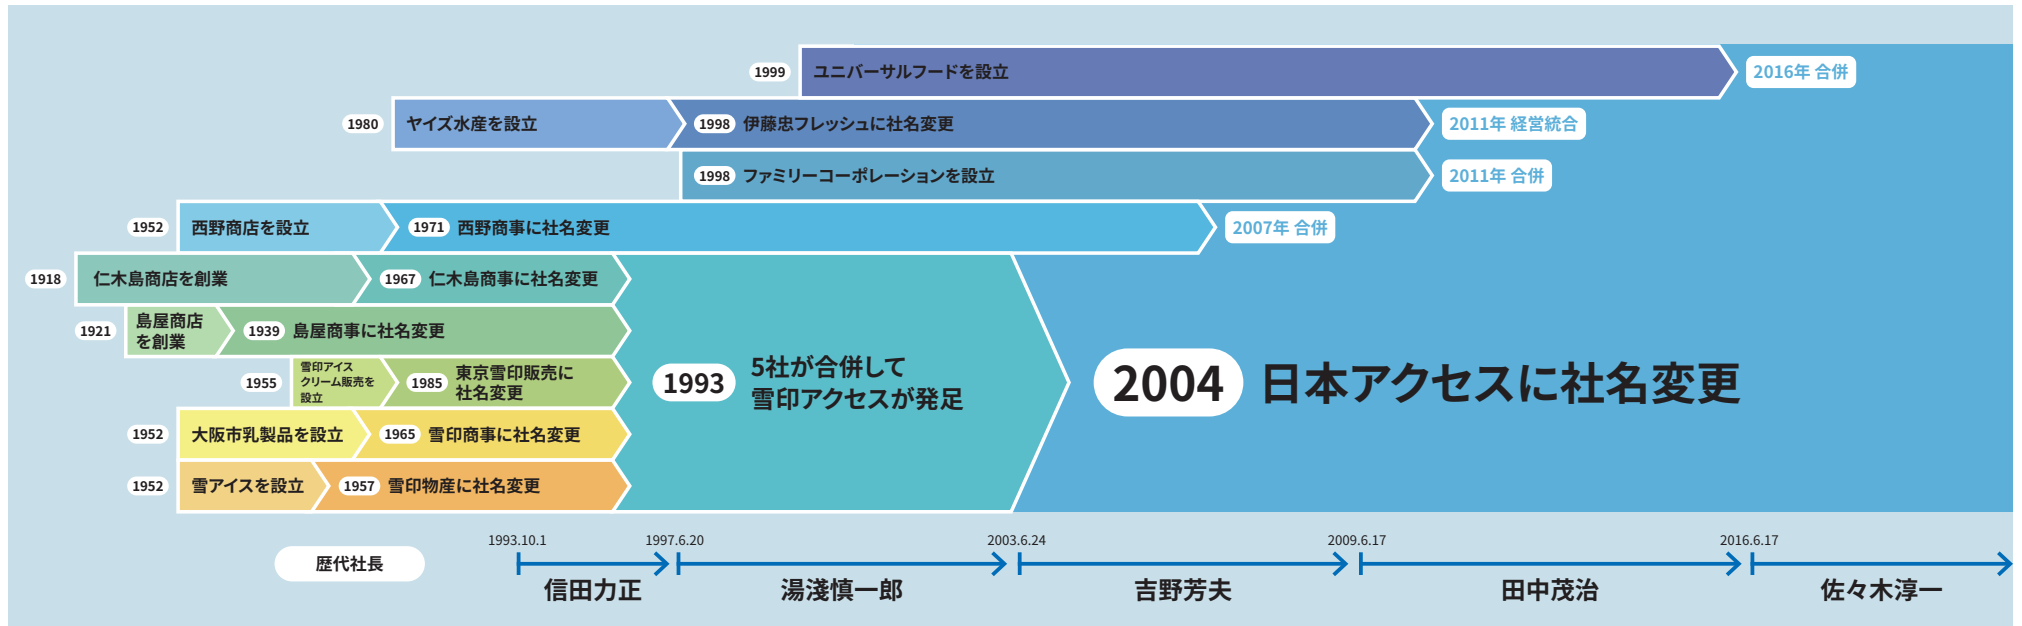 1999 ユニバーサルフードを設立 2016年 合併
1980 ヤイズ水産を設立 1998 伊藤忠フレッシュに社名変更 2011年 経営統合
1998 ファミリーコーポレーションを設立 2011年 合併
1952 西野商店を設立 1971 西野商事に社名変更 2007年 合併
1918 仁木島商店を創業 1967 仁木島商事に社名変更
1921 島屋商店
を創業
1939 島屋商事に社名変更
1955 雪印アイス
クリーム販売を
設立
1985 東京雪印販売に
社名変更
1952 大阪市乳製品を設立 1965 雪印商事に社名変更
1952 雪アイスを設立 1957 雪印物産に社名変更
1993 5社が合併して
雪印アクセスが発足
2004 日本アクセスに社名変更
歴代社長
1993.10.1 1997.6.20 2003.6.24 2009.6.17 2016.6.17
信田力正 湯淺慎一郎 吉野芳夫 田中茂治 佐々木淳一